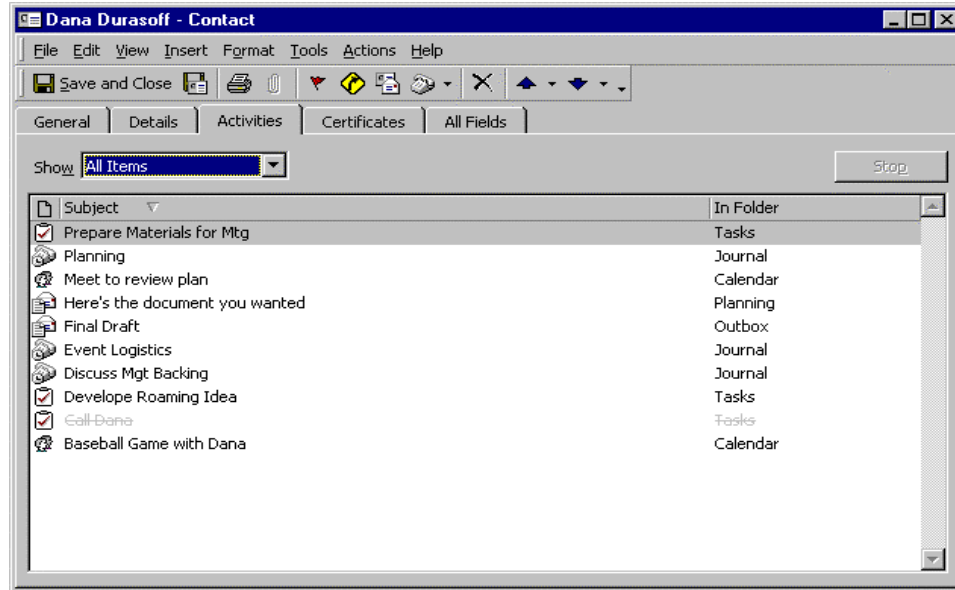 Dana Durasoff - Contact
File Edit View Insert Format Tools Actions Help
Save and Close
General Details Activities Certificates All Fields
Show All Items Stop
Subject In Folder
Prepare Materials for Mtg Tasks
Planning Journal
Meet to review plan Calendar
Here's the document you wanted Planning
Final Draft Outbox
Event Logistics Journal
Discuss Mgt Backing Journal
Develope Roaming Idea Tasks
Call Dana Tasks
Baseball Game with Dana Calendar